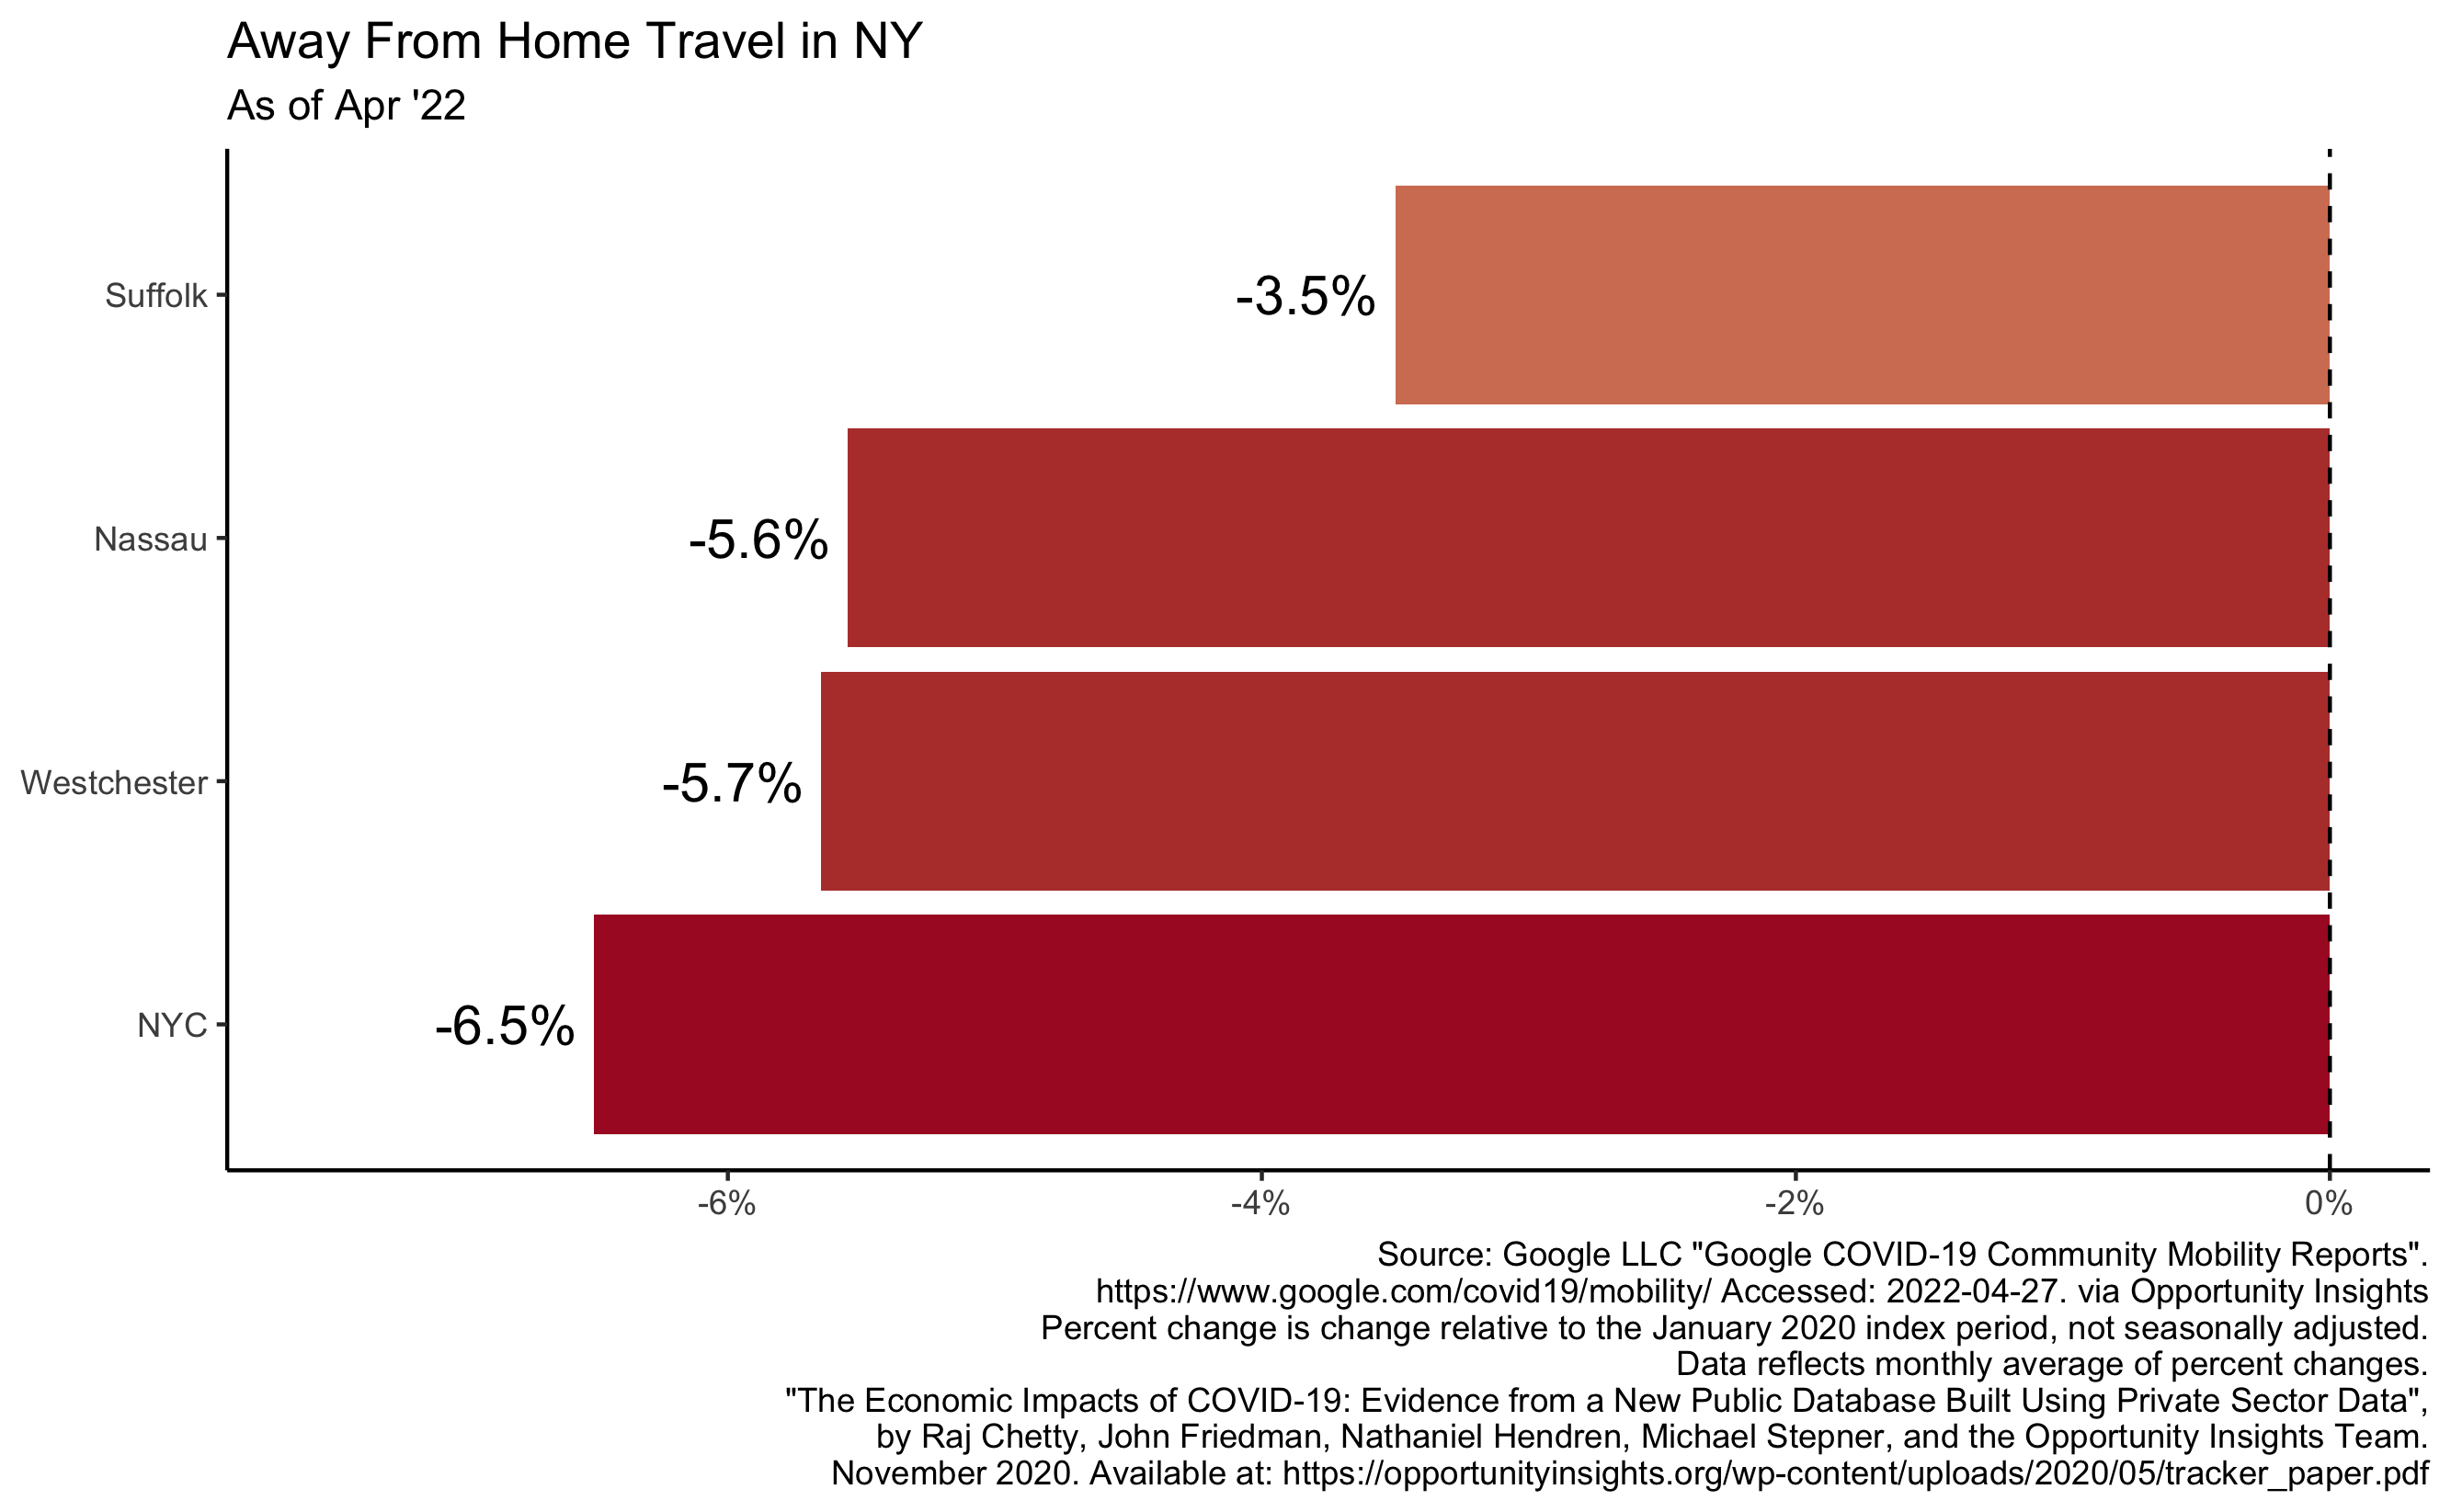 Away From Home Travel in NY
As of Apr '22
Suffolk
-3.5%
Nassau
-5.6%
Westchester
-5.7%
NYC
-6.5%
-6%
-4%
-2%
0%
Source: Google LLC "Google COVID-19 Community Mobility Reports".
https://www.google.com/covid19/mobility/ Accessed: 2022-04-27. via Opportunity Insights
Percent change is change relative to the January 2020 index period, not seasonally adjusted.
Data reflects monthly average of percent changes.
"The Economic Impacts of COVID-19: Evidence from a New Public Database Built Using Private Sector Data",
by Raj Chetty, John Friedman, Nathaniel Hendren, Michael Stepner, and the Opportunity Insights Team.
November 2020. Available at: https://opportunityinsights.org/wp-content/uploads/2020/05/tracker_paper.pdf